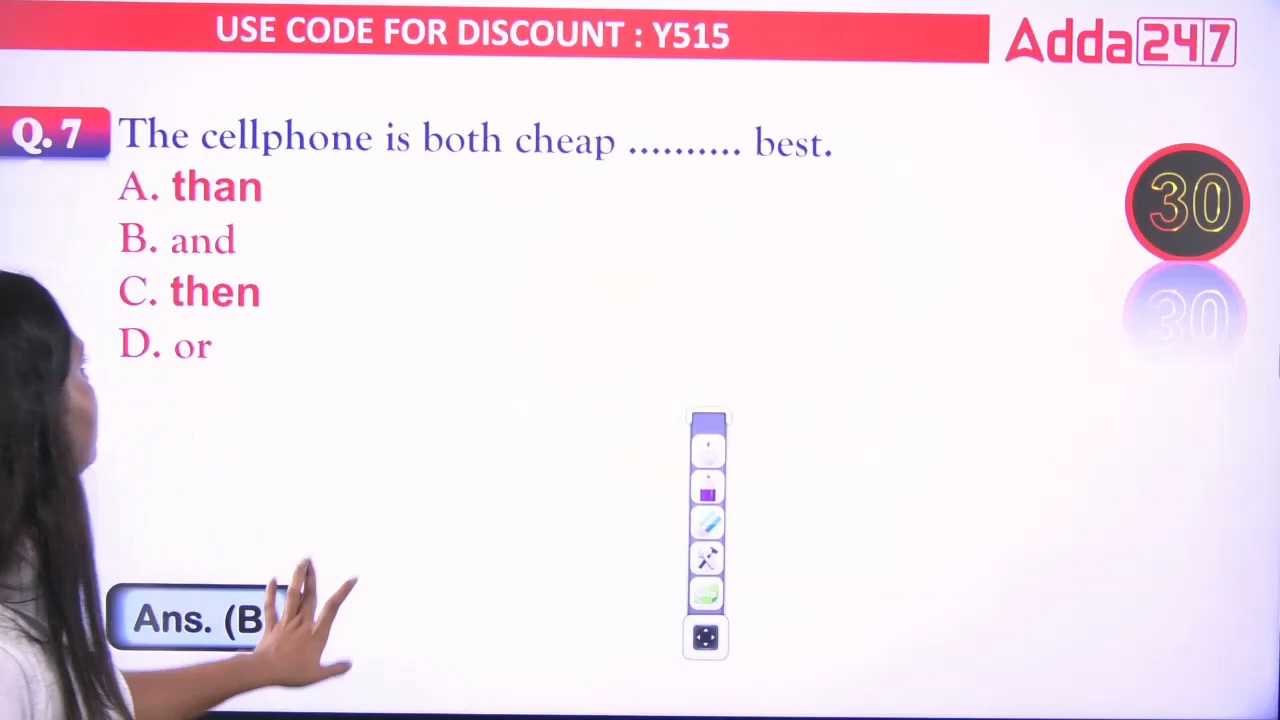 USE CODE FOR DISCOUNT : Y515
Adda247
Q. 7 The cellphone is both cheap .......... best.
A. than
B. and
C. then
D. or
30
Ans. (B